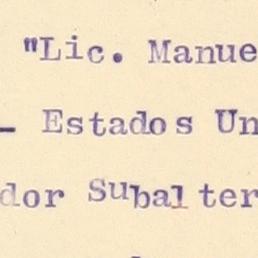 "Lic. Manue
- Estados Un
dor Subalter